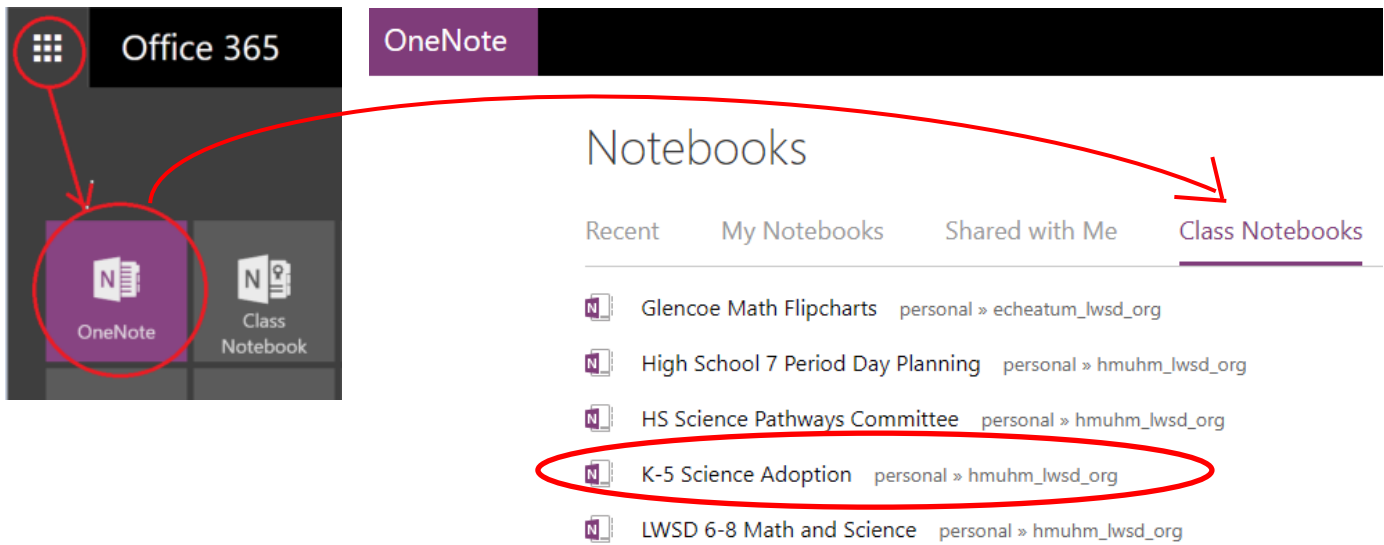 Office 365
OneNote
Class
Notebook
OneNote
Notebooks
Recent My Notebooks Shared with Me Class Notebooks
Glencoe Math Flipcharts personal » echeatum_lwsd_org
High School 7 Period Day Planning personal » hmuhm_lwsd_org
HS Science Pathways Committee personal » hmuhm_lwsd_org
K-5 Science Adoption personal » hmuhm_lwsd_org
LWSD 6-8 Math and Science personal » hmuhm_lwsd_org